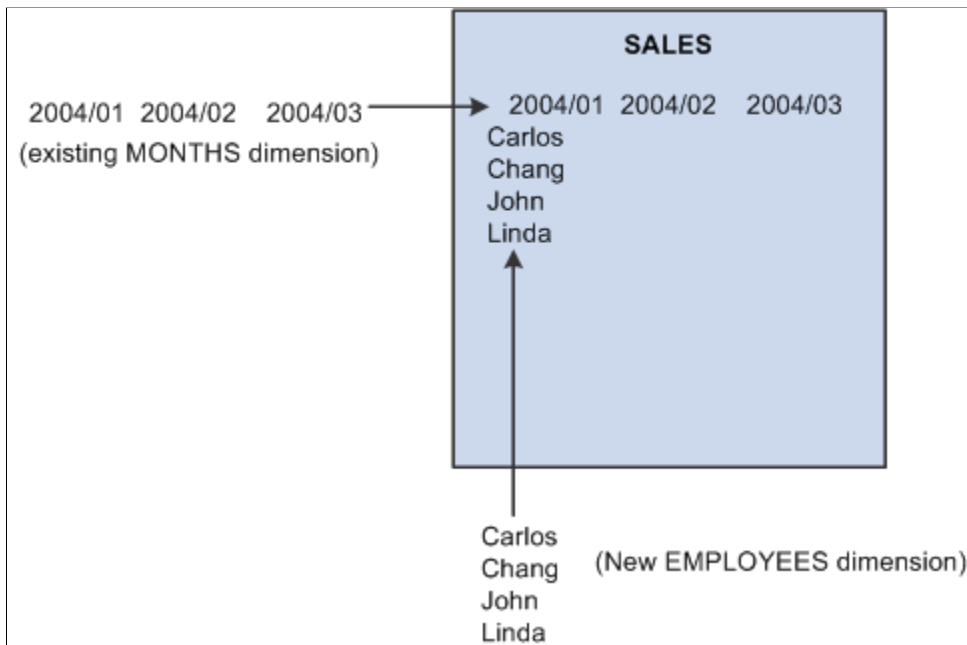 SALES
2004/01 2004/02 2004/03
(existing MONTHS dimension)
2004/01 2004/02 2004/03
Carlos
Chang
John
Linda
Carlos
Chang
John
Linda
(New EMPLOYEES dimension)